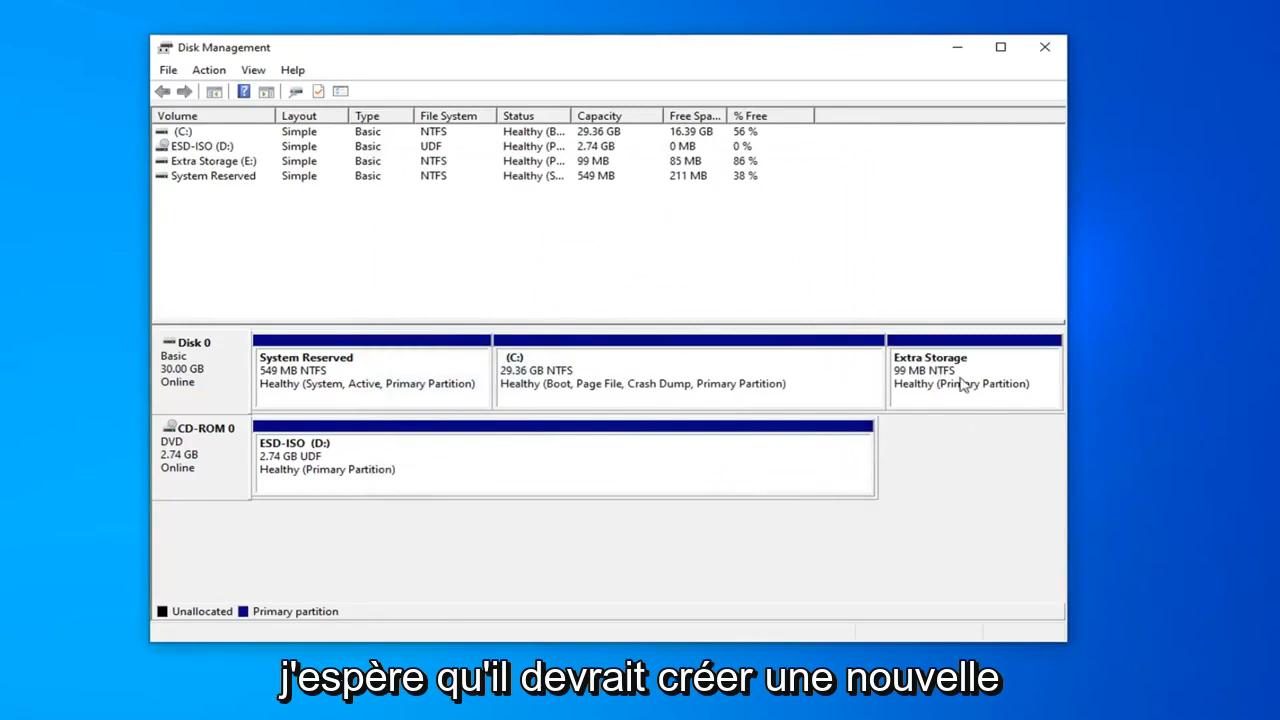 Disk Management
File Action View Help
Volume Layout Type File System Status Capacity Free Spa... % Free
(C:) Simple Basic NTFS Healthy (B... 29.36 GB 16.39 GB 56 %
ESD-ISO (D:) Simple Basic UDF Healthy (P... 2.74 GB 0 MB 0 %
Extra Storage (E:) Simple Basic NTFS Healthy (P... 99 MB 85 MB 86 %
System Reserved Simple Basic NTFS Healthy (S... 549 MB 211 MB 38 %
Disk 0
Basic
30.00 GB
Online
System Reserved
549 MB NTFS
Healthy (System, Active, Primary Partition)
(C:)
29.36 GB NTFS
Healthy (Boot, Page File, Crash Dump, Primary Partition)
Extra Storage
99 MB NTFS
Healthy (Primary Partition)
CD-ROM 0
DVD
2.74 GB
Online
ESD-ISO (D:)
2.74 GB UDF
Healthy (Primary Partition)
Unallocated Primary partition
j'espère qu'il devrait créer une nouvelle